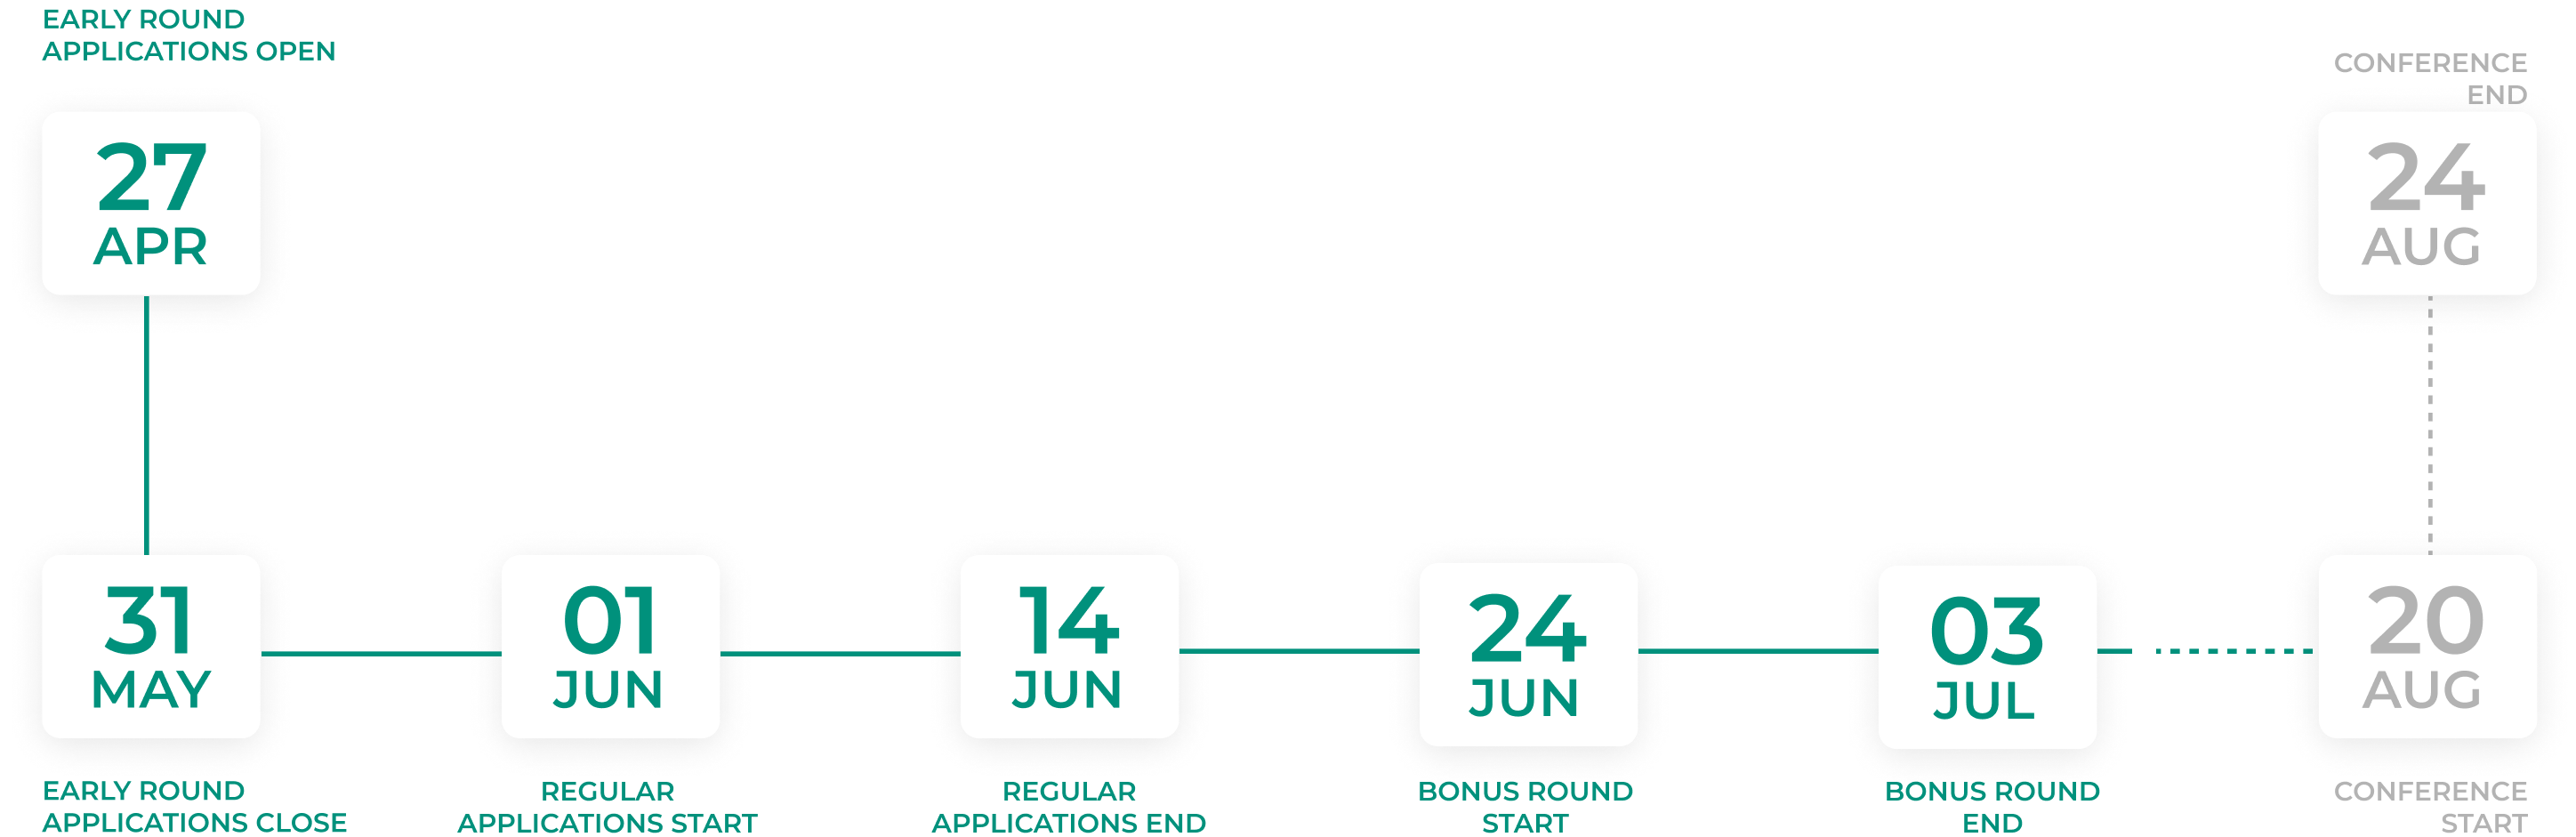 EARLY ROUND
APPLICATIONS OPEN
27
APR
31
MAY
EARLY ROUND
APPLICATIONS CLOSE
01
JUN
REGULAR
APPLICATIONS START
14
JUN
REGULAR
APPLICATIONS END
24
JUN
BONUS ROUND
START
03
JUL
BONUS ROUND
END
20
AUG
CONFERENCE
START
CONFERENCE
END
24
AUG